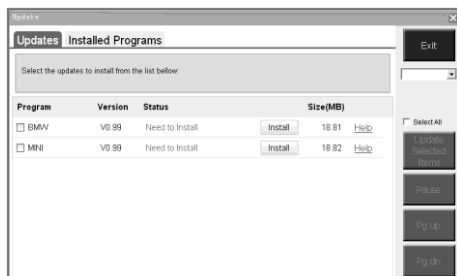 Update
Updates Installed Programs
Exit
Select the updates to install from the list bellow:
Program Version Status Size(MB)
Select All
BMW V0.99 Need to Install Install 18.81 Help
MINI V0.99 Need to Install Install 18.82 Help
Update
Selected
Items
Pause
Pg up
Pg dn